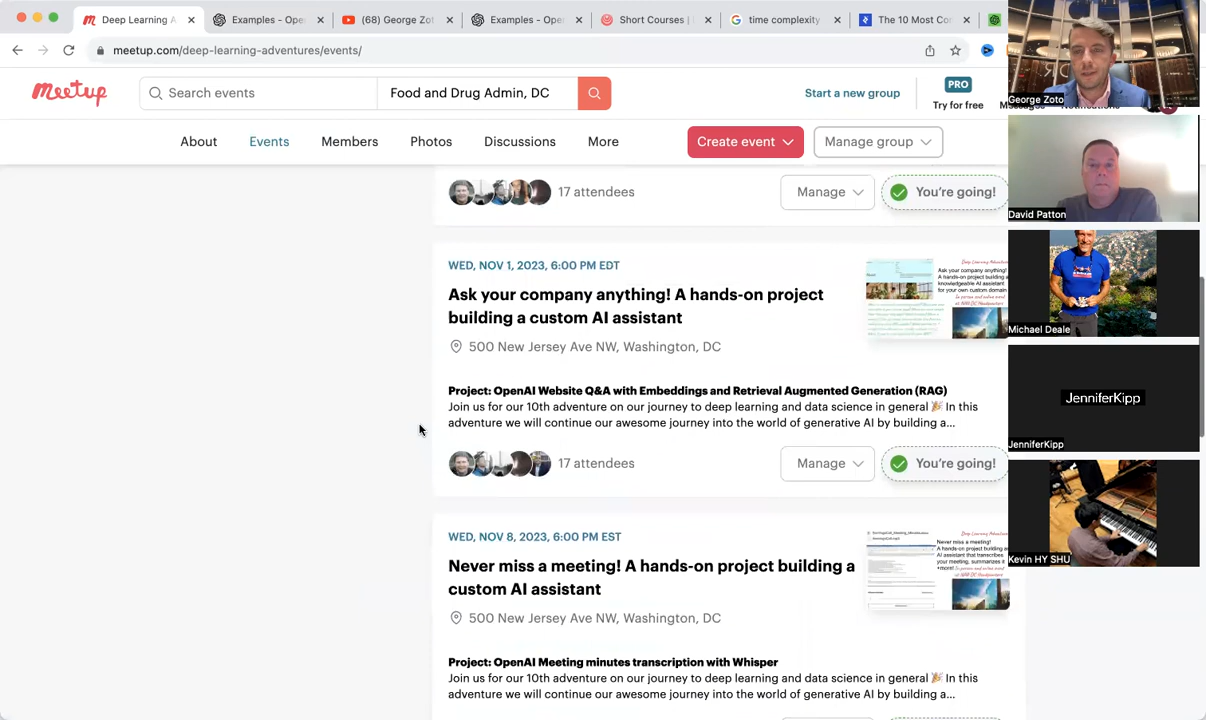 Deep Learning A
Examples - Ope
(68) George Zot
Examples - Ope
Short Courses |
time complexity
The 10 Most Co
meetup.com/deep-learning-adventures/events/
meetup
Search events
Food and Drug Admin, DC
Start a new group
PRO
Try for free
About
Events
Members
Photos
Discussions
More
Create event
Manage group
17 attendees
Manage
You're going!
WED, NOV 1, 2023, 6:00 PM EDT
Ask your company anything! A hands-on project
building a custom AI assistant
500 New Jersey Ave NW, Washington, DC
Project: OpenAI Website Q&A with Embeddings and Retrieval Augmented Generation (RAG)
Join us for our 10th adventure on our journey to deep learning and data science in general 🎉 In this
adventure we will continue our awesome journey into the world of generative AI by building a...
17 attendees
Manage
You're going!
WED, NOV 8, 2023, 6:00 PM EST
Never miss a meeting! A hands-on project building a
custom AI assistant
500 New Jersey Ave NW, Washington, DC
Project: OpenAI Meeting minutes transcription with Whisper
Join us for our 10th adventure on our journey to deep learning and data science in general 🎉 In this
adventure we will continue our awesome journey into the world of generative AI by building a...
George Zoto
David Patton
Michael Deale
JenniferKipp
JenniferKipp
Kevin HY SHU